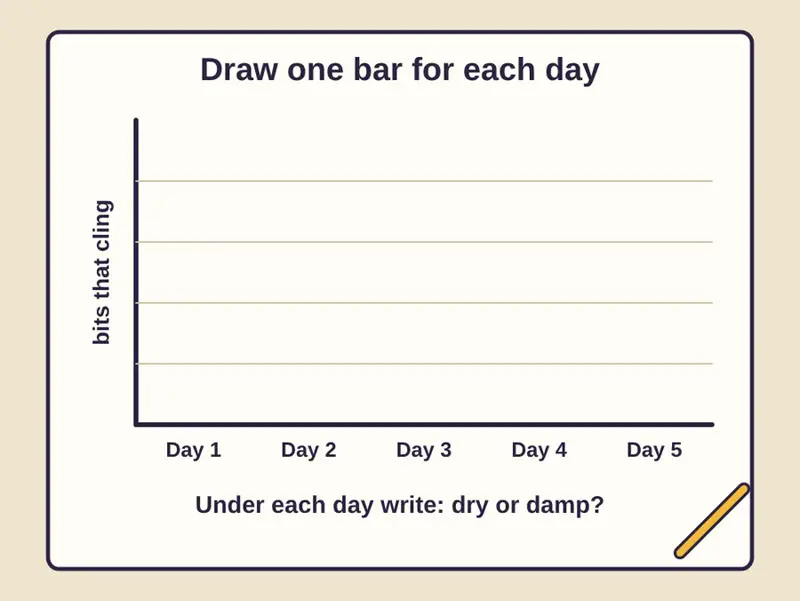 Draw one bar for each day
bits that cling
Day 1 Day 2 Day 3 Day 4 Day 5
Under each day write: dry or damp?